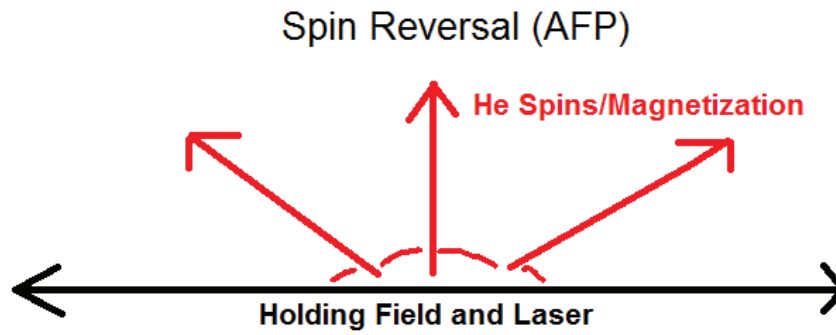 Spin Reversal (AFP)
He Spins/Magnetization
Holding Field and Laser